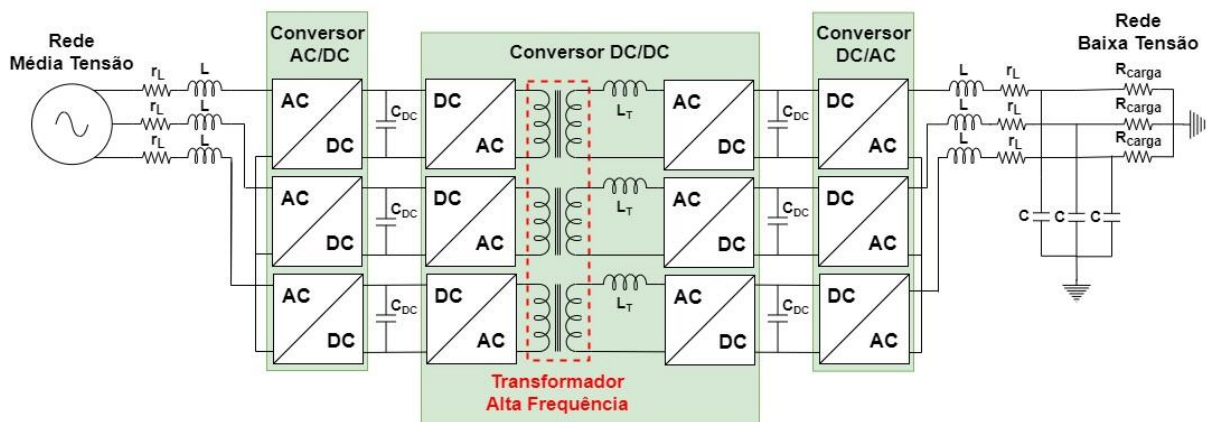 Rede
Média Tensão
Conversor
AC/DC
Conversor DC/DC
Conversor
DC/AC
Rede
Baixa Tensão
rL
L
rL
L
rL
L
AC
DC
CDC
DC
AC
LT
AC
DC
CDC
DC
AC
AC
DC
CDC
DC
AC
LT
AC
DC
CDC
DC
AC
AC
DC
CDC
DC
AC
LT
AC
DC
CDC
DC
AC
L
rL
L
rL
L
rL
Rcarga
Rcarga
Rcarga
C
C
C
Transformador
Alta Frequência